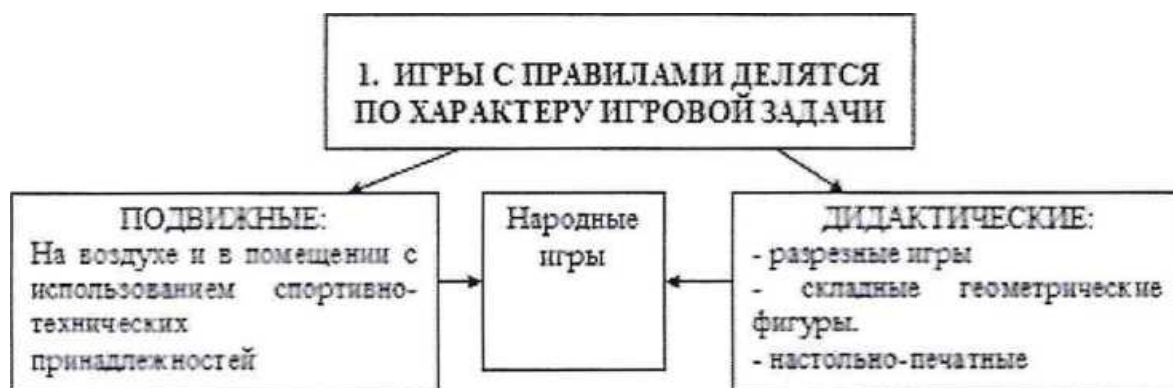 1. ИГРЫ С ПРАВИЛАМИ ДЕЛЯТСЯ
ПО ХАРАКТЕРУ ИГРОВОЙ ЗАДАЧИ
ПОДВИЖНЫЕ:
На воздухе и в помещении с
использованием спортивно-
технических
принадлежностей
Народные
игры
ДИДАКТИЧЕСКИЕ:
- разрезные игры
- складные геометрические
фигуры.
- настольно-печатные